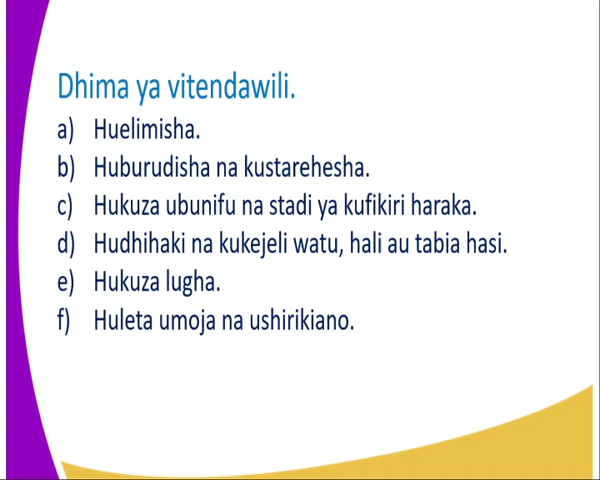 Dhima ya vitendawili.
a) Huelimisha.
b) Huburudisha na kustarehesha.
c) Hukuza ubunifu na stadi ya kufikiri haraka.
d) Hudhihaki na kukejeli watu, hali au tabia hasi.
e) Hukuza lugha.
f) Huleta umoja na ushirikiano.